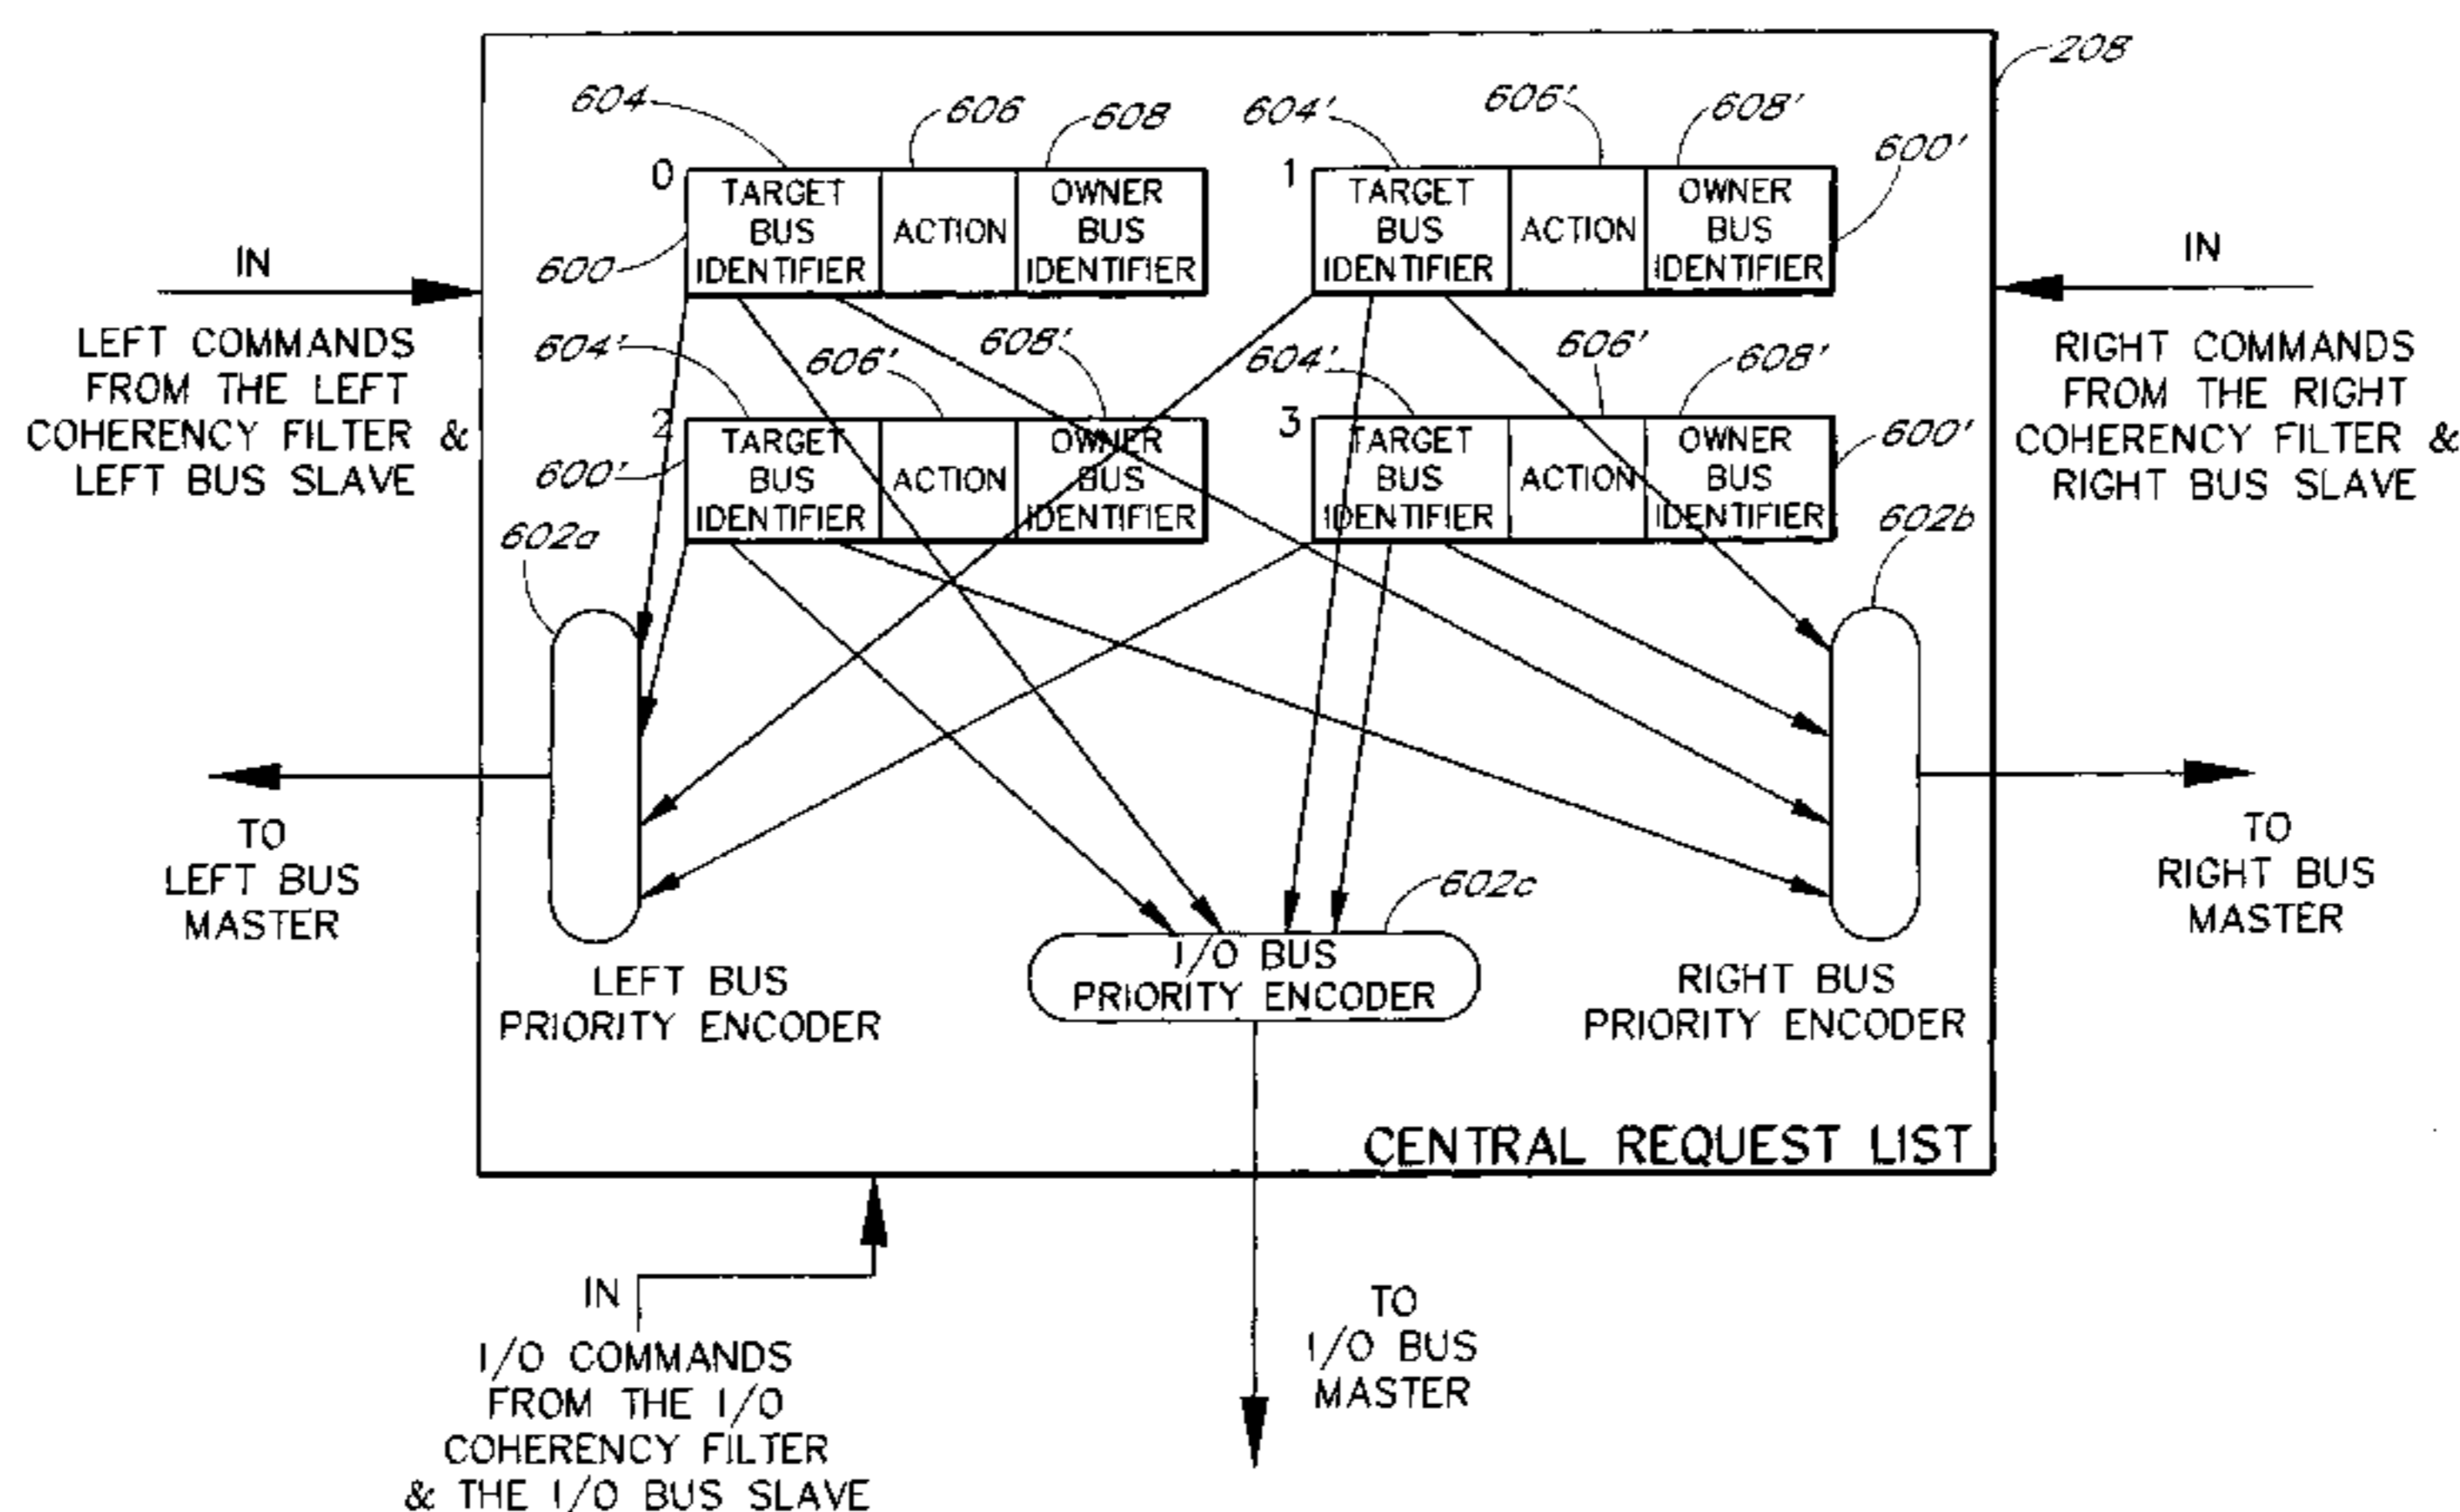 208
604
606
608
604'
606'
608'
600'
0
TARGET
BUS
IDENTIFIER
ACTION
OWNER
BUS
IDENTIFIER
600
1
TARGET
BUS
IDENTIFIER
ACTION
OWNER
BUS
IDENTIFIER
IN
LEFT COMMANDS
FROM THE LEFT
COHERENCY FILTER &
LEFT BUS SLAVE
IN
RIGHT COMMANDS
FROM THE RIGHT
COHERENCY FILTER &
RIGHT BUS SLAVE
604'
606'
608'
604'
606'
608'
2
TARGET
BUS
IDENTIFIER
ACTION
OWNER
BUS
IDENTIFIER
600'
3
TARGET
BUS
IDENTIFIER
ACTION
OWNER
BUS
IDENTIFIER
600'
602a
602b
TO
LEFT BUS
MASTER
TO
RIGHT BUS
MASTER
602c
LEFT BUS
PRIORITY ENCODER
I/O BUS
PRIORITY ENCODER
RIGHT BUS
PRIORITY ENCODER
CENTRAL REQUEST LIST
IN
I/O COMMANDS
FROM THE I/O
COHERENCY FILTER
& THE I/O BUS SLAVE
TO
I/O BUS
MASTER